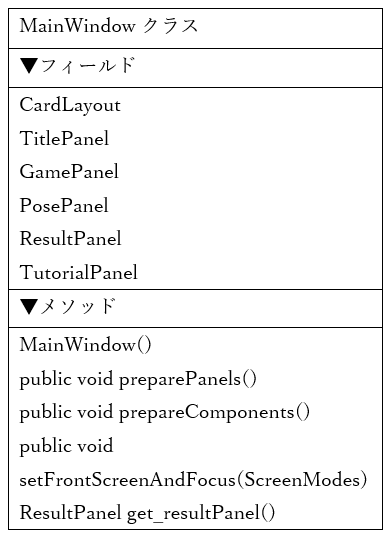 MainWindow クラス
▼フィールド
CardLayout
TitlePanel
GamePanel
PosePanel
ResultPanel
TutorialPanel
▼メソッド
MainWindow()
public void preparePanels()
public void prepareComponents()
public void
setFrontScreenAndFocus(ScreenModes)
ResultPanel get_resultPanel()